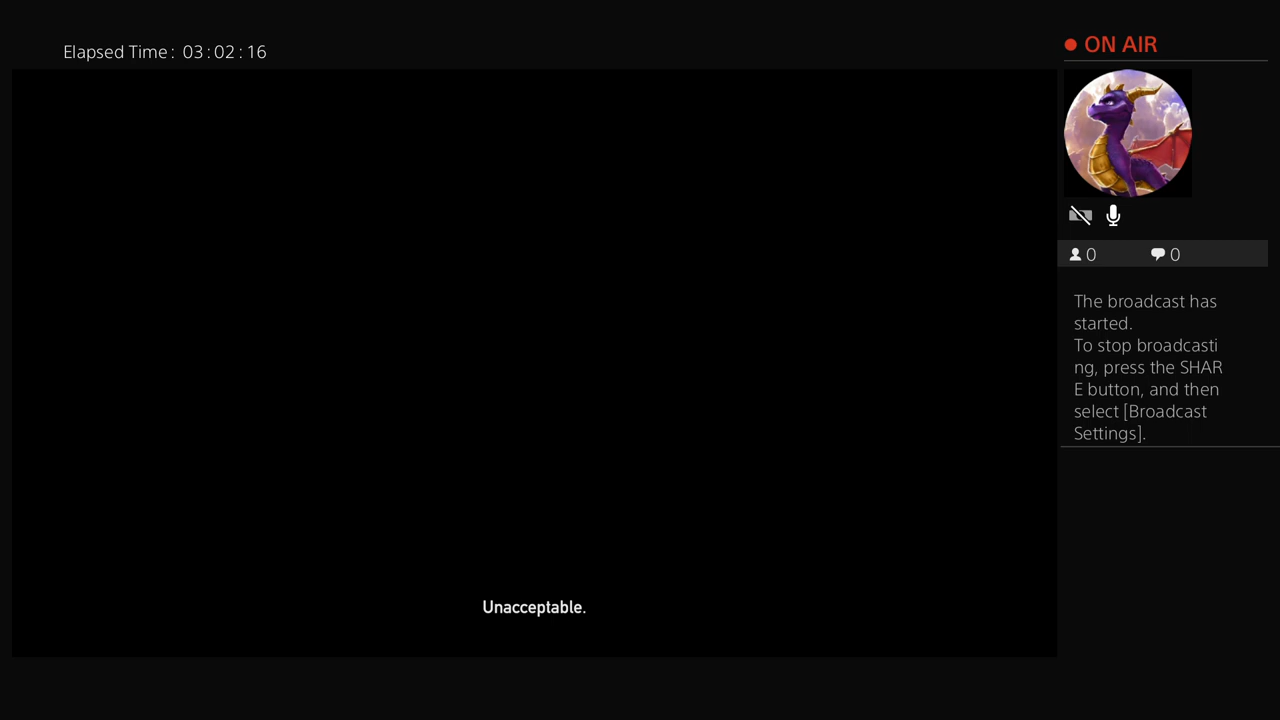 Elapsed Time: 03:02:16
ON AIR
0
0
The broadcast has
started.
To stop broadcasti
ng, press the SHAR
E button, and then
select [Broadcast
Settings].
Unacceptable.